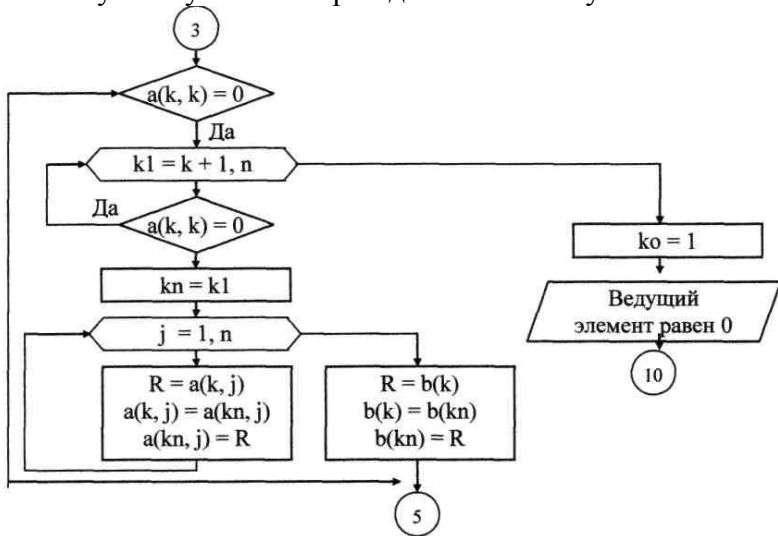 3
a(k, k) = 0
Да
k1 = k + 1, n
Да
a(k, k) = 0
ko = 1
kn = k1
Ведущий
элемент равен 0
j = 1, n
10
R = a(k, j)
a(k, j) = a(kn, j)
a(kn, j) = R
R = b(k)
b(k) = b(kn)
b(kn) = R
5